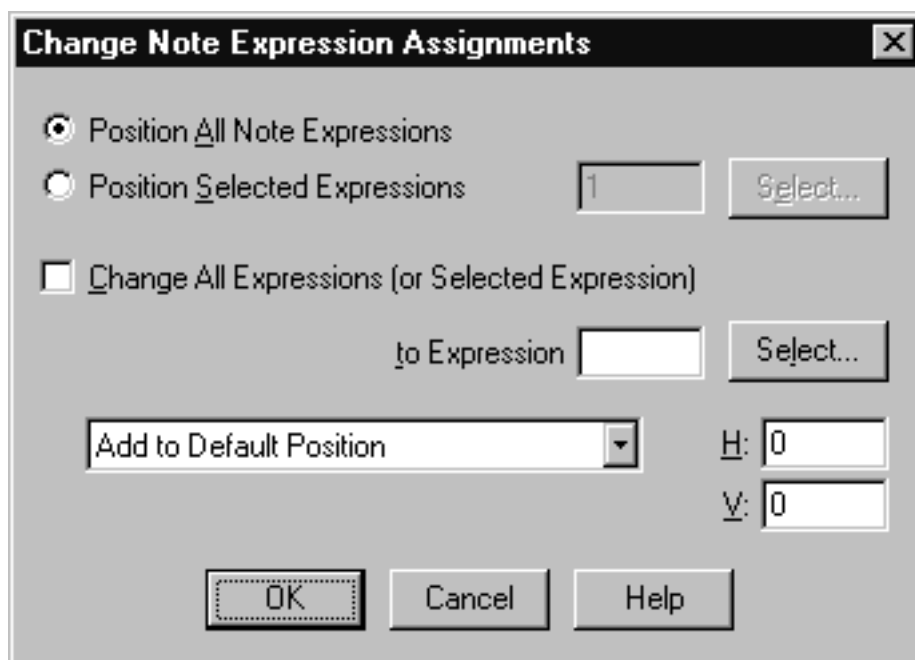 Change Note Expression Assignments
Position All Note Expressions
Position Selected Expressions 1 Select...
Change All Expressions (or Selected Expression)
to Expression Select...
Add to Default Position H: 0
V: 0
OK Cancel Help